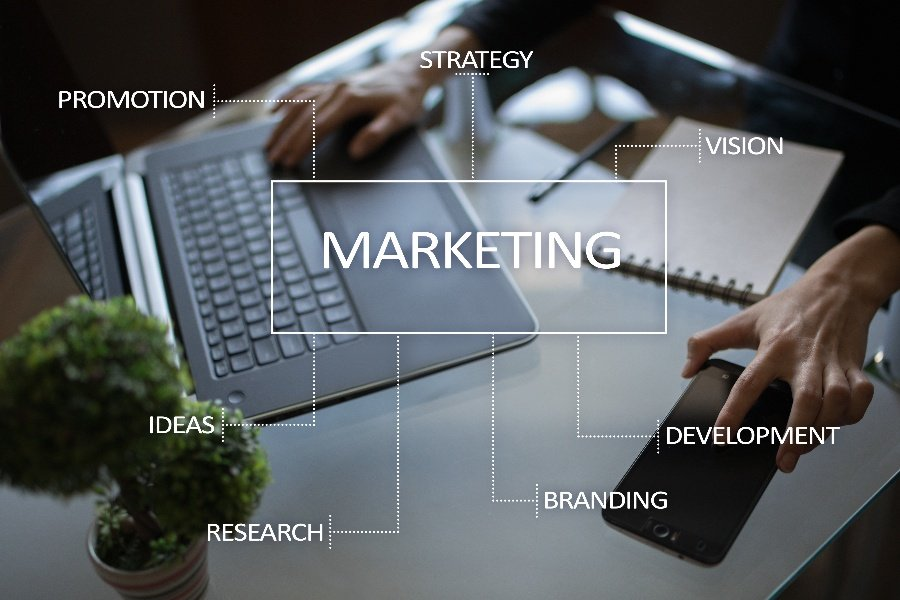 STRATEGY
PROMOTION
VISION
MARKETING
IDEAS
DEVELOPMENT
BRANDING
RESEARCH